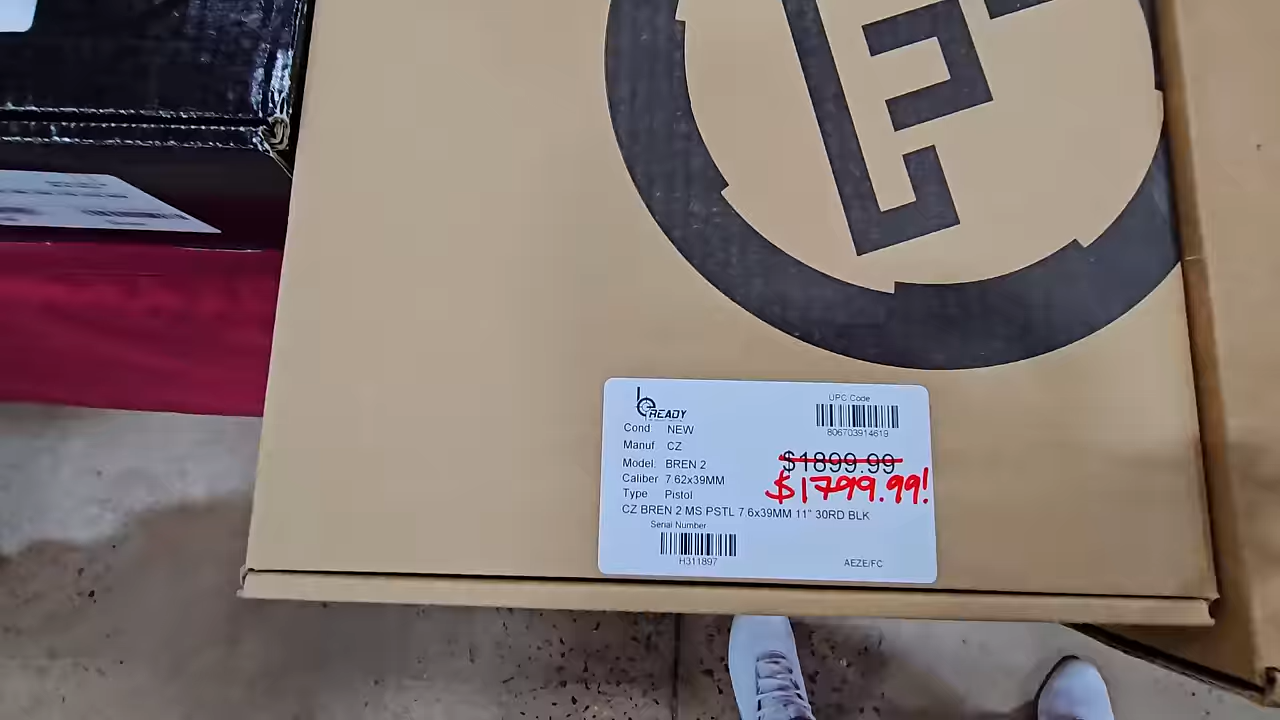 be READY
Cond: NEW
Manuf CZ
Model: BREN 2
Caliber 7 62x39MM
Type Pistol
CZ BREN 2 MS PSTL 7 6x39MM 11" 30RD BLK
Serial Number
H311897
UPC Code
806703914619
$1899.99
$1799.99!
AEZE/FC